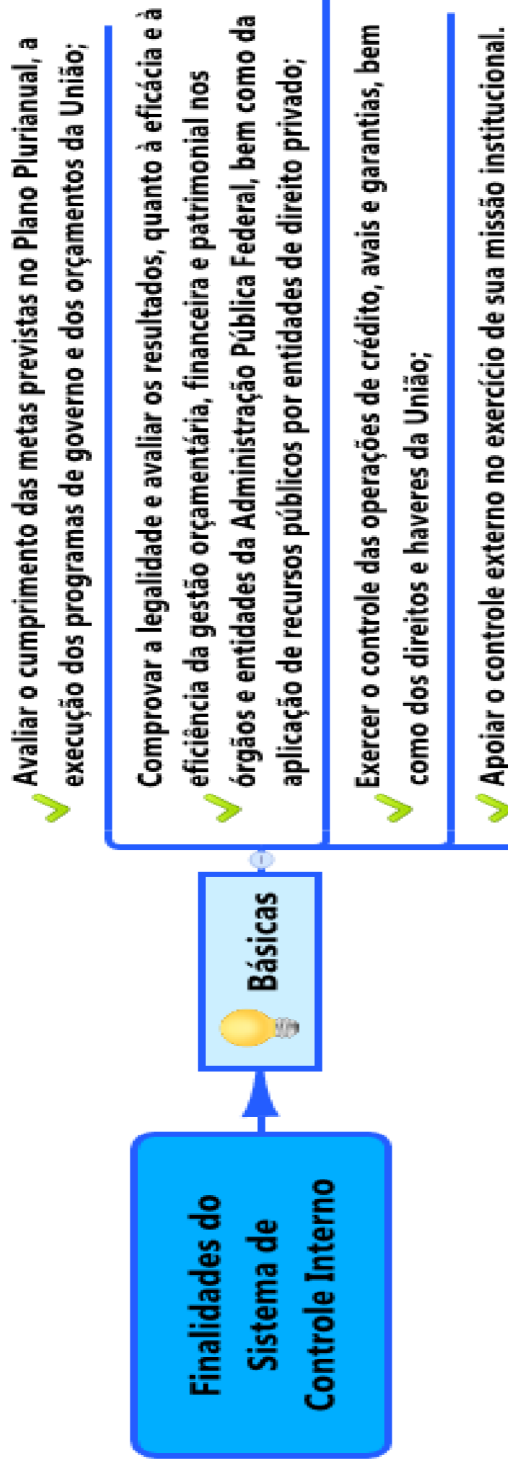 Finalidades do
Sistema de
Controle Interno
Básicas
Avaliar o cumprimento das metas previstas no Plano Plurianual, a
execução dos programas de governo e dos orçamentos da União;
Comprovar a legalidade e avaliar os resultados, quanto à eficácia e à
eficiência da gestão orçamentária, financeira e patrimonial nos
órgãos e entidades da Administração Pública Federal, bem como da
aplicação de recursos públicos por entidades de direito privado;
Exercer o controle das operações de crédito, avais e garantias, bem
como dos direitos e haveres da União;
Apoiar o controle externo no exercício de sua missão institucional.